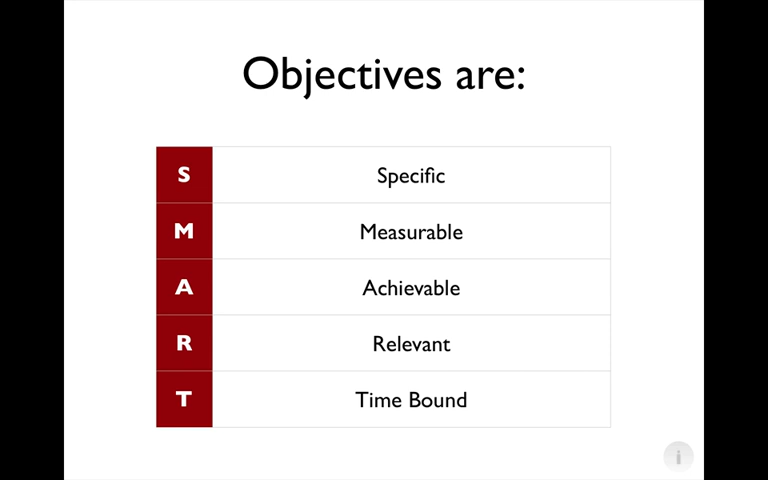 Objectives are:
S Specific
M Measurable
A Achievable
R Relevant
T Time Bound
i